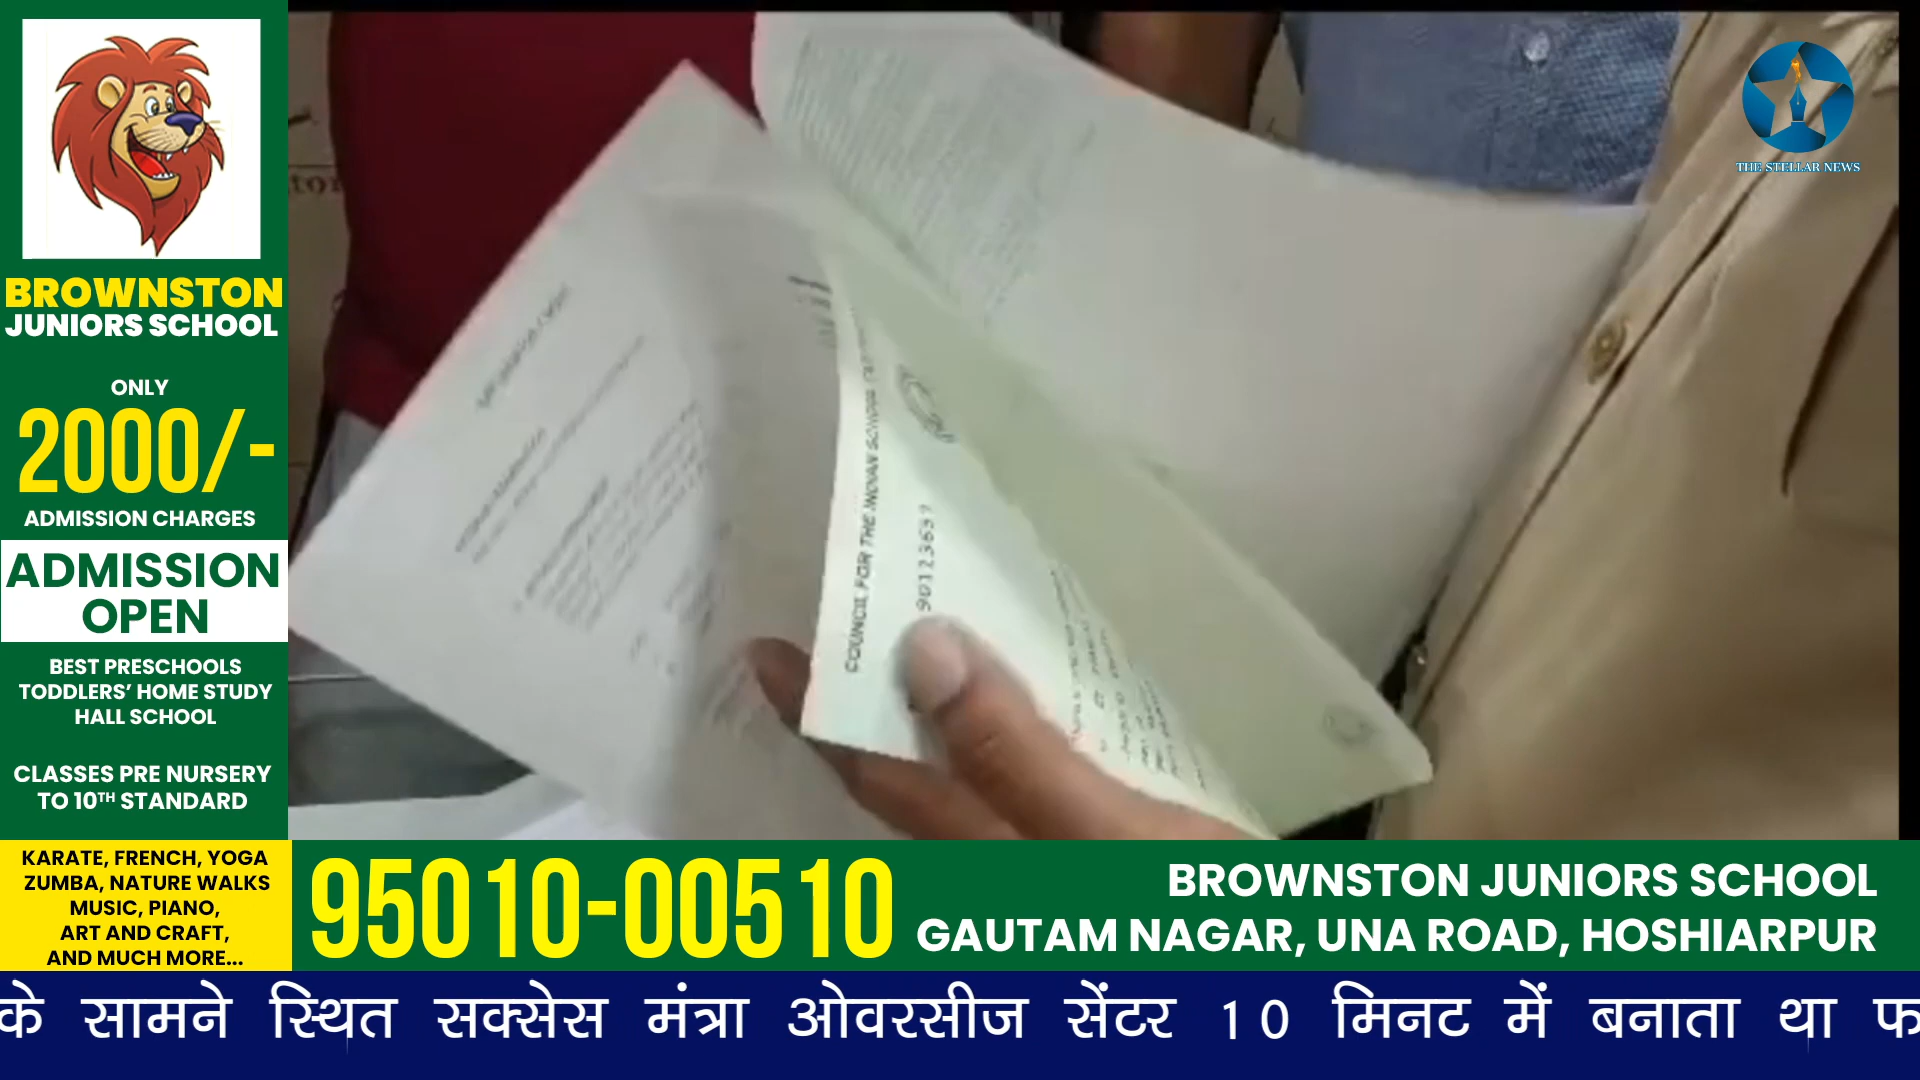 BROWNSTON
JUNIORS SCHOOL
ONLY
2000/-
ADMISSION CHARGES
ADMISSION
OPEN
BEST PRESCHOOLS
TODDLERS’ HOME STUDY
HALL SCHOOL
CLASSES PRE NURSERY
TO 10TH STANDARD
KARATE, FRENCH, YOGA
ZUMBA, NATURE WALKS
MUSIC, PIANO,
ART AND CRAFT,
AND MUCH MORE...
THE STELLAR NEWS
COUNCIL FOR THE INDIAN SCHOOL
95010-00510
BROWNSTON JUNIORS SCHOOL
GAUTAM NAGAR, UNA ROAD, HOSHIARPUR
के सामने स्थित सक्सेस मंत्रा ओवरसीज सेंटर 10 मिनट में बनाता था फ